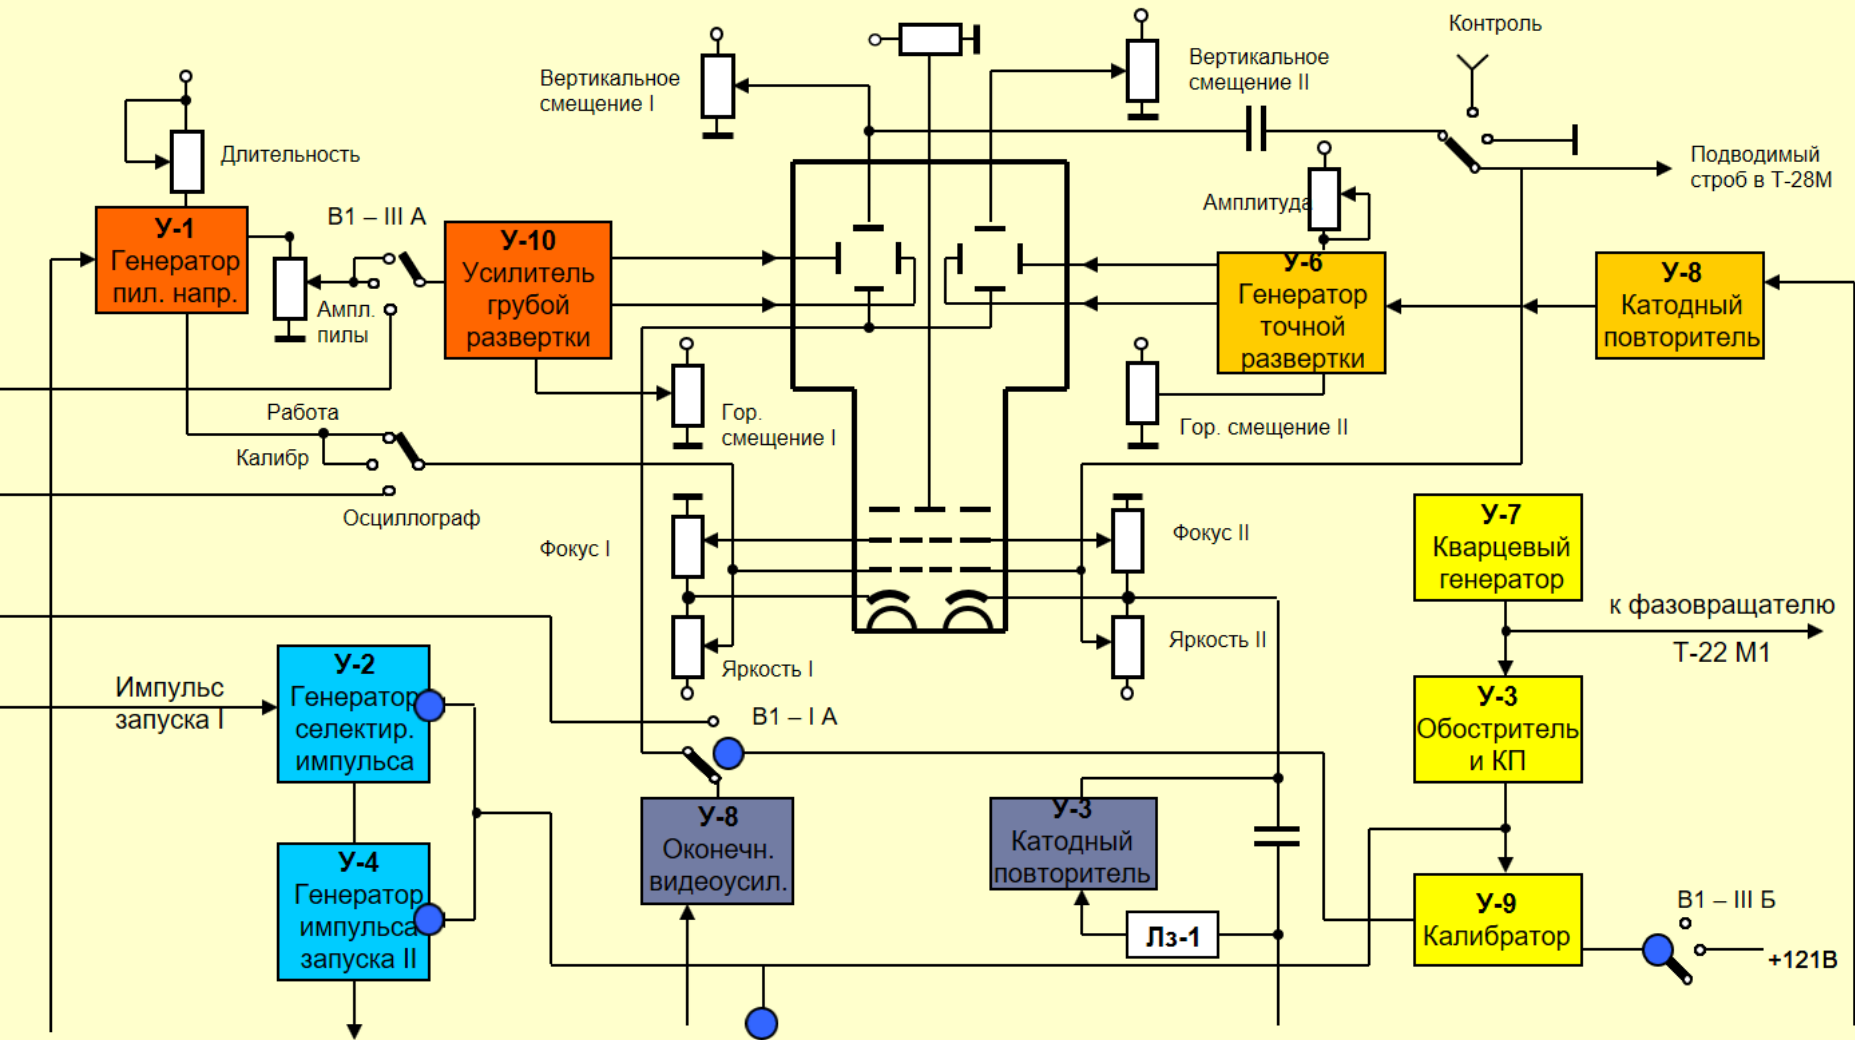 Контроль
Вертикальное
смещение I
Вертикальное
смещение II
Длительность
Подводимый
строб в Т-28М
Амплитуда
В1 – III А
У-1
Генератор
пил. напр.
Ампл.
пилы
У-10
Усилитель
грубой
развертки
У-6
Генератор
точной
развертки
У-8
Катодный
повторитель
Работа
Калибр
Осциллограф
Гор.
смещение I
Гор. смещение II
Фокус I
Фокус II
Яркость I
Яркость II
У-7
Кварцевый
генератор
к фазовращателю
Т-22 М1
У-3
Обостритель
и КП
Импульс
запуска I
У-2
Генератор
селектир.
импульса
В1 – I А
У-4
Генератор
импульса
запуска II
У-8
Оконечн.
видеоусил.
У-3
Катодный
повторитель
Лз-1
У-9
Калибратор
В1 – III Б
+121В